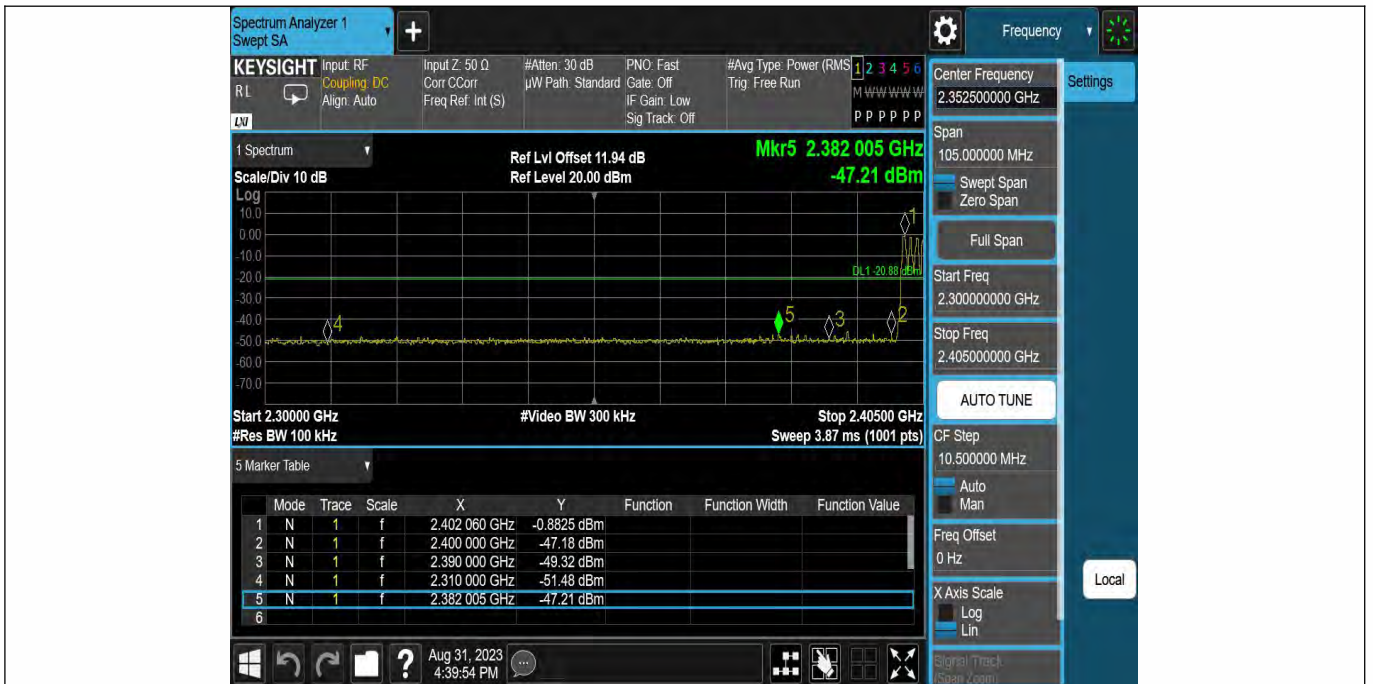 Spectrum Analyzer 1
Swept SA
+
Frequency
KEYSIGHT
RL
LXI
Input: RF
Coupling: DC
Align: Auto
Input Z: 50 Ω
Corr CCorr
Freq Ref: Int (S)
#Atten: 30 dB
µW Path: Standard
PNO: Fast
Gate: Off
IF Gain: Low
Sig Track: Off
#Avg Type: Power (RMS
Trig: Free Run
1 2 3 4 5 6
M W W W W W
P P P P P P
Center Frequency
2.352500000 GHz
Settings
1 Spectrum
Scale/Div 10 dB
Ref Lvl Offset 11.94 dB
Ref Level 20.00 dBm
Mkr5 2.382 005 GHz
-47.21 dBm
Log
10.0
0.00
-10.0
-20.0
-30.0
-40.0
-50.0
-60.0
-70.0
DL1 -20.88 dBm
1
2
3
4
5
Start 2.30000 GHz
#Res BW 100 kHz
#Video BW 300 kHz
Stop 2.40500 GHz
Sweep 3.87 ms (1001 pts)
Span
105.000000 MHz
Swept Span
Zero Span
Full Span
Start Freq
2.300000000 GHz
Stop Freq
2.405000000 GHz
AUTO TUNE
CF Step
10.500000 MHz
Auto
Man
Freq Offset
0 Hz
X Axis Scale
Log
Lin
Signal Track
(Span Zoom)
Local
5 Marker Table
Mode Trace Scale X Y Function Function Width Function Value
1 N 1 f 2.402 060 GHz -0.8825 dBm
2 N 1 f 2.400 000 GHz -47.18 dBm
3 N 1 f 2.390 000 GHz -49.32 dBm
4 N 1 f 2.310 000 GHz -51.48 dBm
5 N 1 f 2.382 005 GHz -47.21 dBm
6
?
Aug 31, 2023
4:39:54 PM